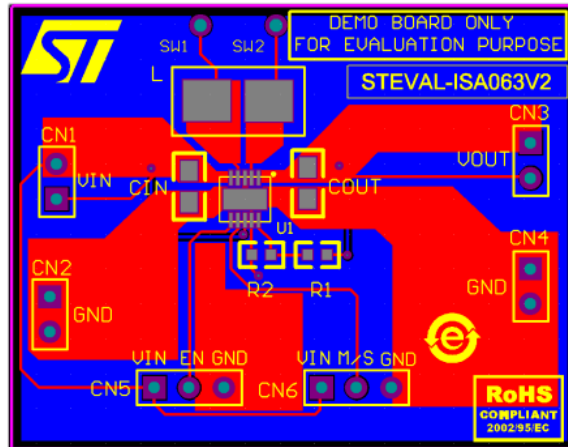 ST
DEMO BOARD ONLY
FOR EVALUATION PURPOSE
SW1 SW2
L
STEVAL-ISA063V2
CN1
CN3
VIN
CIN
COUT
VOUT
U1
CN2
CN4
GND
R2 R1
GND
e
VIN EN GND
VIN M/S GND
CN5
CN6
RoHS
COMPLIANT
2002/95/EC